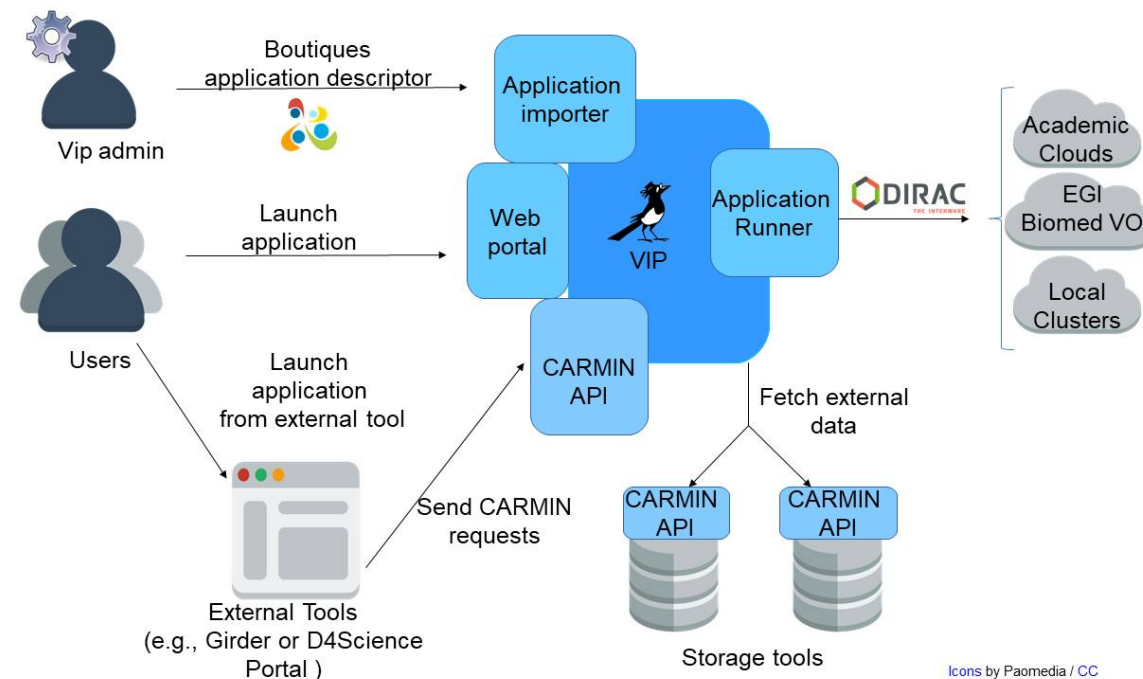 Boutiques
application descriptor
Vip admin
Application
importer
Academic
Clouds
EGI
Biomed VO
Local
Clusters
Launch
application
Web
portal
VIP
Application
Runner
DIRAC
THE INTERWARE
Users
Launch
application
from external tool
CARMIN
API
Fetch external
data
Send CARMIN
requests
CARMIN
API
CARMIN
API
External Tools
(e.g., Girder or D4Science
Portal )
Storage tools
Icons by Paomedia / CC